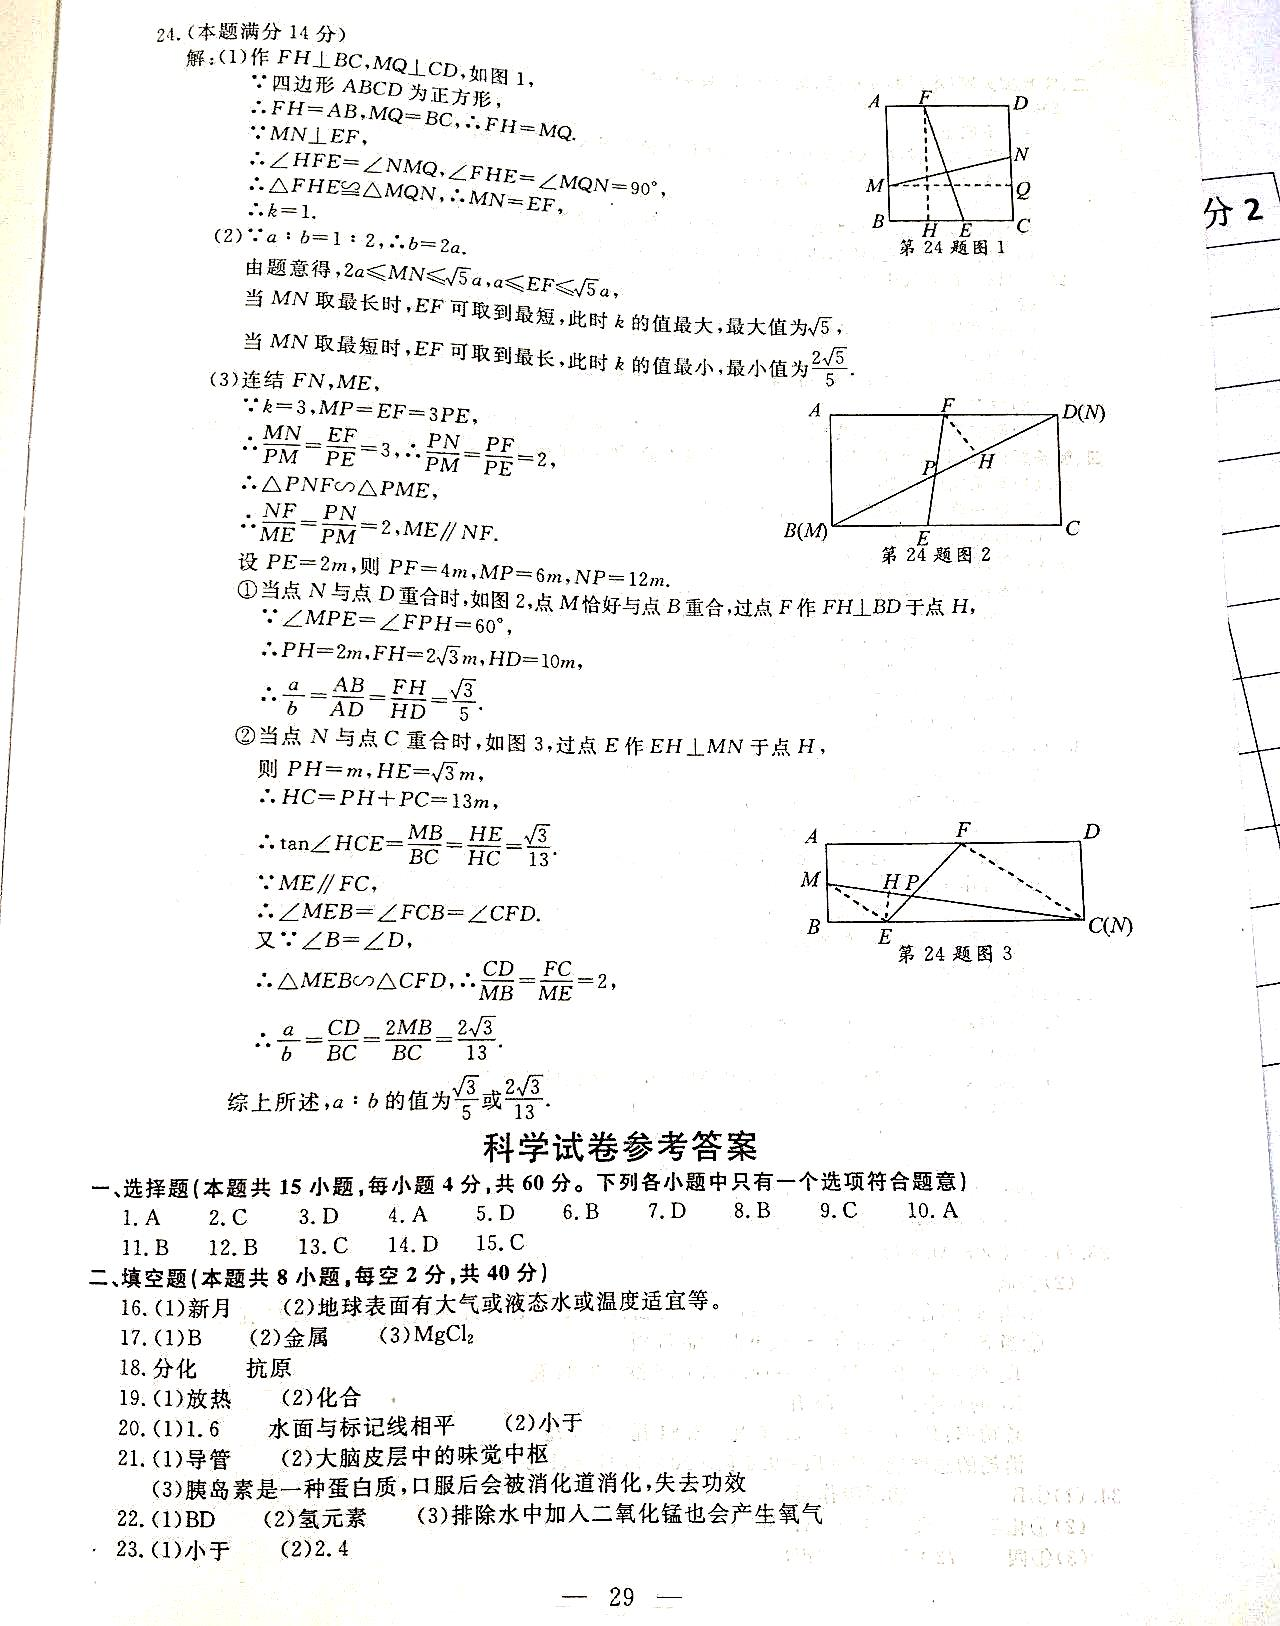 24.(本题满分14分)
解:(1)作FH⊥BC,MQ⊥CD,如图1,
∵四边形ABCD为正方形,
∴FH=AB,MQ=BC,∴FH=MQ.
∵MN⊥EF,
∴∠HFE=∠NMQ,∠FHE=∠MQN=90°,
∴△FHE≌△MQN,∴MN=EF,
∴k=1.
A F D
N
M Q
B H E C
第24题图1
(2)∵a:b=1:2,∴b=2a.
由题意得,2a≤MN≤√5a,a≤EF≤√5a,
当MN取最长时,EF可取到最短,此时k的值最大,最大值为√5,
当MN取最短时,EF可取到最长,此时k的值最小,最小值为2√5/5.
(3)连结FN,ME,
∵k=3,MP=EF=3PE,
∴MN/PM=EF/PE=3,∴PN/PM=PF/PE=2,
∴△PNF∽△PME,
∴NF/ME=PN/PM=2,ME∥NF.
A F D(N)
P H
B(M) E C
第24题图2
设PE=2m,则PF=4m,MP=6m,NP=12m.
①当点N与点D重合时,如图2,点M恰好与点B重合,过点F作FH⊥BD于点H,
∵∠MPE=∠FPH=60°,
∴PH=2m,FH=2√3m,HD=10m,
∴a/b=AB/AD=FH/HD=√3/5.
②当点N与点C重合时,如图3,过点E作EH⊥MN于点H,
则PH=m,HE=√3m,
∴HC=PH+PC=13m,
∴tan∠HCE=MB/BC=HE/HC=√3/13.
∵ME∥FC,
∴∠MEB=∠FCB=∠CFD.
又∵∠B=∠D,
∴△MEB∽△CFD,∴CD/MB=FC/ME=2,
∴a/b=CD/BC=2MB/BC=2√3/13.
A F D
M H P
B E C(N)
第24题图3
综上所述,a:b的值为√3/5或2√3/13.
科学试卷参考答案
一、选择题(本题共15小题,每小题4分,共60分。下列各小题中只有一个选项符合题意)
1.A 2.C 3.D 4.A 5.D 6.B 7.D 8.B 9.C 10.A
11.B 12.B 13.C 14.D 15.C
二、填空题(本题共8小题,每空2分,共40分)
16.(1)新月 (2)地球表面有大气或液态水或温度适宜等。
17.(1)B (2)金属 (3)MgCl₂
18.分化 抗原
19.(1)放热 (2)化合
20.(1)1.6 水面与标记线相平 (2)小于
21.(1)导管 (2)大脑皮层中的味觉中枢
(3)胰岛素是一种蛋白质,口服后会被消化道消化,失去功效
22.(1)BD (2)氢元素 (3)排除水中加入二氧化锰也会产生氧气
23.(1)小于 (2)2.4
— 29 —
分2